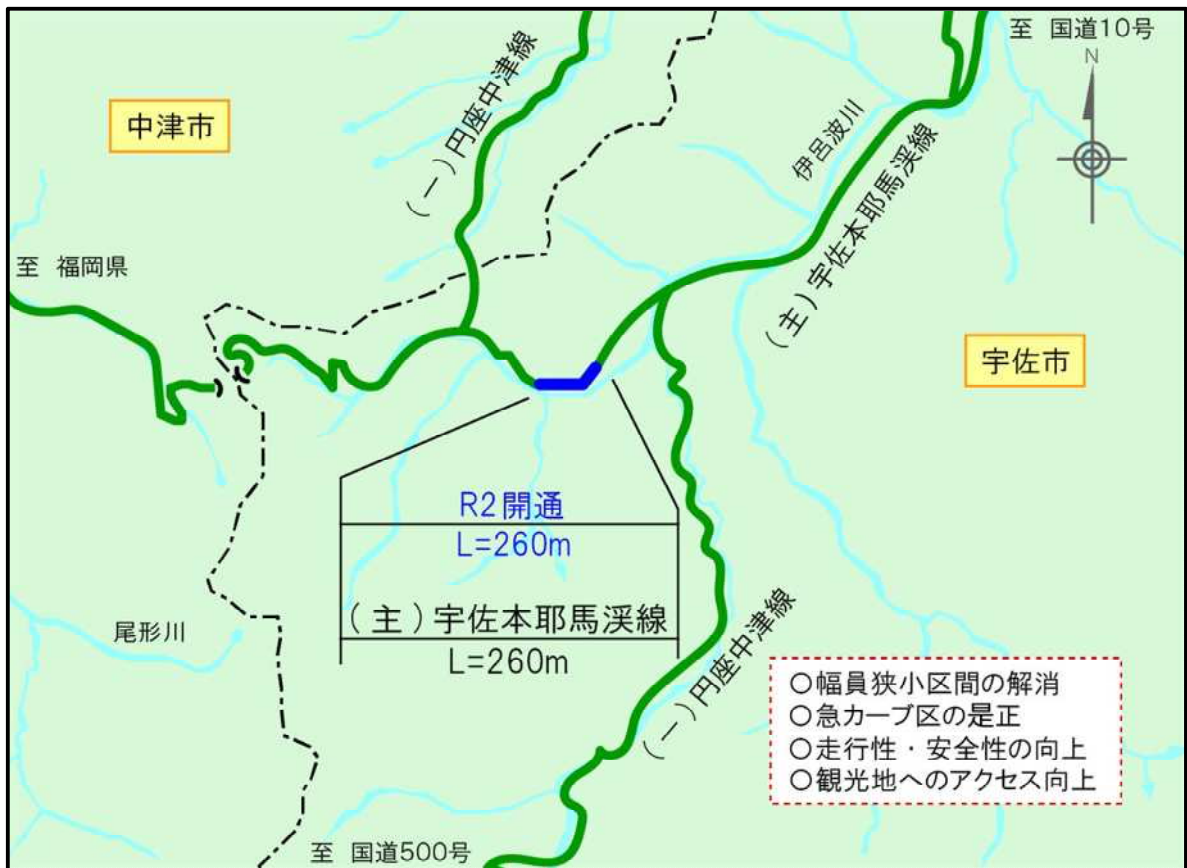 至 国道10号
N
中津市
(一)円座中津線
伊呂波川
(主)宇佐本耶馬渓線
至 福岡県
宇佐市
R2開通
L=260m
(主)宇佐本耶馬渓線
L=260m
尾形川
(一)円座中津線
○幅員狭小区間の解消
○急カーブ区の是正
○走行性・安全性の向上
○観光地へのアクセス向上
至 国道500号